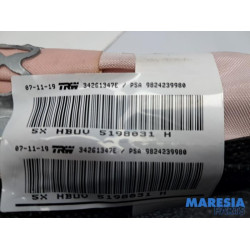 07-11-19 TRW 34261347E / PSA 9824239980
SX HBUV 5198031 H
07-11-19 TRW 34261347E / PSA 9824239980
SX HBUV 5198031 H
MARESIA